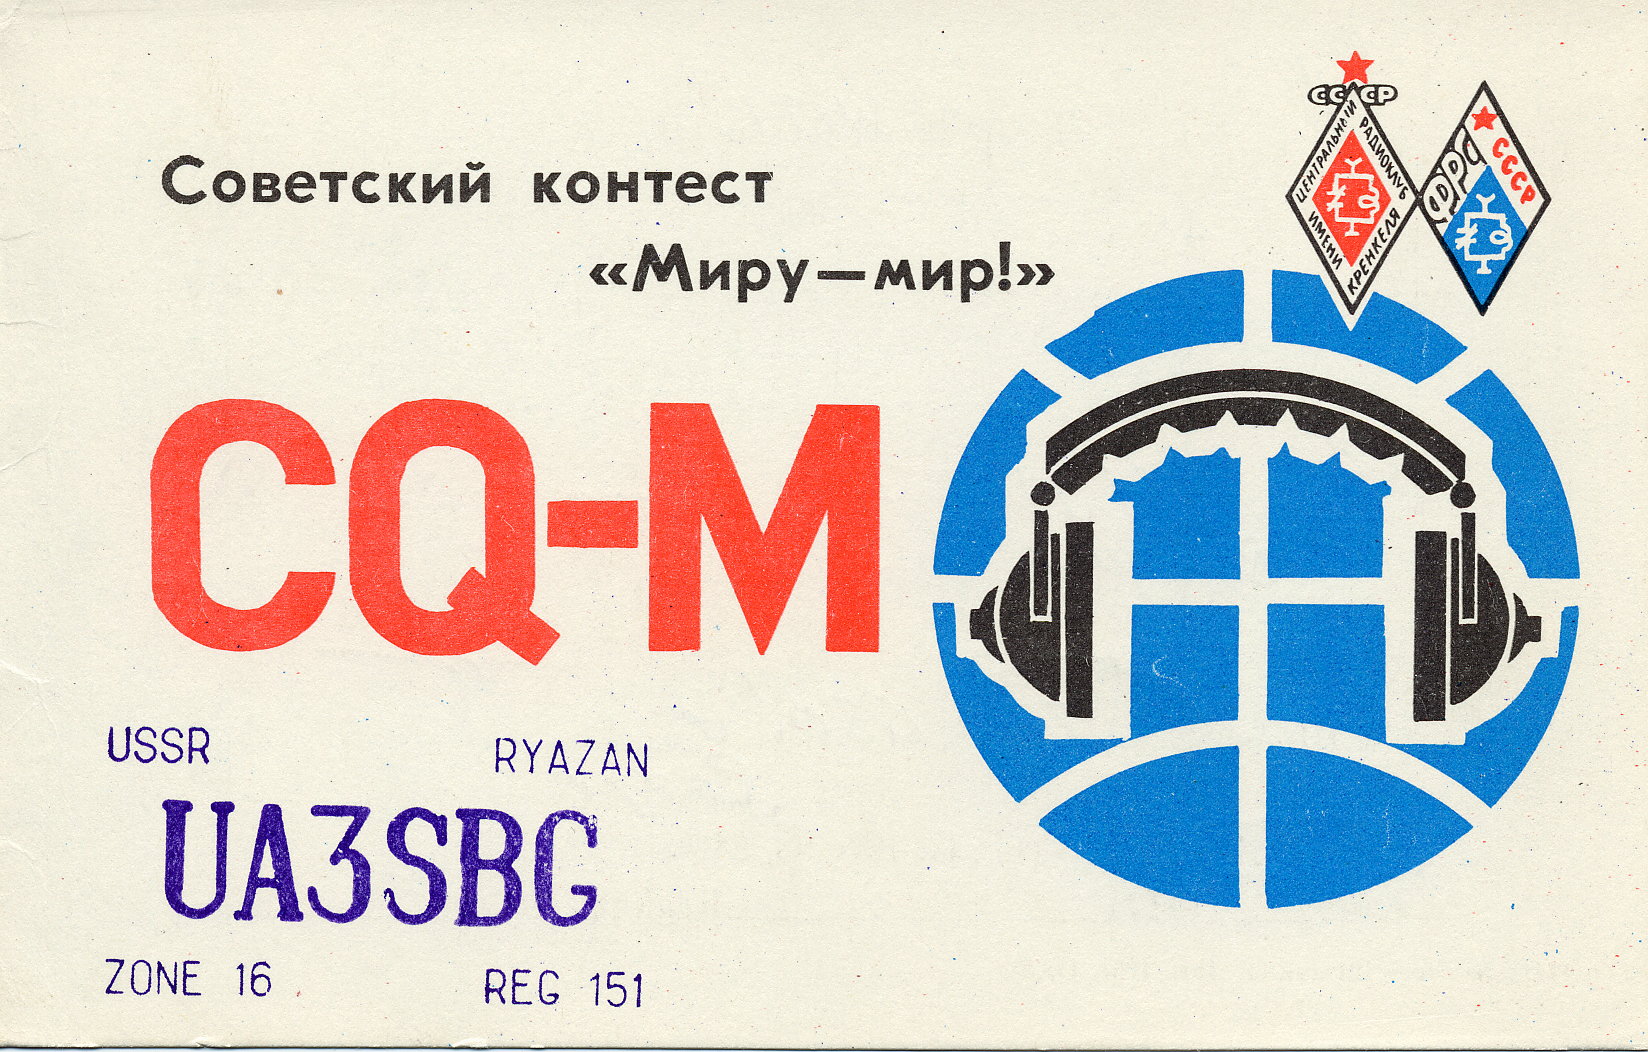 Советский контест
«Миру—мир!»
СССР
ЦЕНТРАЛЬНЫЙ РАДИОКЛУБ
ИМЕНИ КРЕНКЕЛЯ
ФРС СССР
CQ-M
USSR RYAZAN
UA3SBG
ZONE 16 REG 151